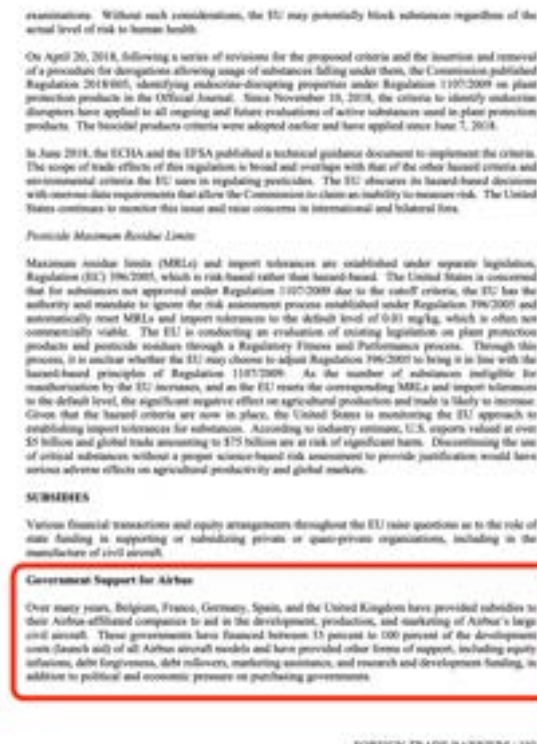 examinations. Without such considerations, the EU may potentially block substances regardless of the
actual level of risk to human health.
On April 20, 2018, following a series of revisions for the proposed criteria and the insertion and removal
of a procedure for derogations allowing usage of substances falling under them, the Commission published
Regulation 2018/605, identifying endocrine-disrupting properties under Regulation 1107/2009 on plant
protection products in the Official Journal. Since November 10, 2018, the criteria to identify endocrine
disruptors have applied to all ongoing and future evaluations of active substances used in plant protection
products. The biocidal products criteria were adopted earlier and have applied since June 7, 2018.
In June 2018, the ECHA and the EFSA published a technical guidance document to implement the criteria.
The scope of trade effects of this regulation is broad and overlaps with that of the other hazard criteria and
environmental criteria the EU uses in regulating pesticides. The EU obscures its hazard-based decisions
with onerous data requirements that allow the Commission to claim an inability to measure risk. The United
States continues to monitor this issue and raise concerns in international and bilateral fora.
Pesticide Maximum Residue Limits
Maximum residue limits (MRLs) and import tolerances are established under separate legislation,
Regulation (EC) 396/2005, which is risk-based rather than hazard-based. The United States is concerned
that for substances not approved under Regulation 1107/2009 due to the cutoff criteria, the EU has the
authority and mandate to ignore the risk assessment process established under Regulation 396/2005 and
automatically reset MRLs and import tolerances to the default level of 0.01 mg/kg, which is often not
commercially viable. The EU is conducting an evaluation of existing legislation on plant protection
products and pesticide residues through a Regulatory Fitness and Performance process. Through this
process, it is unclear whether the EU may choose to adjust Regulation 396/2005 to bring it in line with the
hazard-based principles of Regulation 1107/2009. As the number of substances ineligible for
reauthorization by the EU increases, and as the EU resets the corresponding MRLs and import tolerances
to the default level, the significant negative effect on agricultural production and trade is likely to increase.
Given that the hazard criteria are now in place, the United States is monitoring the EU approach to
establishing import tolerances for substances. According to industry estimate, U.S. exports valued at over
$5 billion and global trade amounting to $75 billion are at risk of significant harm. Discontinuing the use
of critical substances without a proper science-based risk assessment to provide justification would have
serious adverse effects on agricultural productivity and global markets.
SUBSIDIES
Various financial transactions and equity arrangements throughout the EU raise questions as to the role of
state funding in supporting or subsidizing private or quasi-private organizations, including in the
manufacture of civil aircraft.
Government Support for Airbus
Over many years, Belgium, France, Germany, Spain, and the United Kingdom have provided subsidies to
their Airbus-affiliated companies to aid in the development, production, and marketing of Airbus's large
civil aircraft. These governments have financed between 33 percent to 100 percent of the development
costs (launch aid) of all Airbus aircraft models and have provided other forms of support, including equity
infusions, debt forgiveness, debt rollovers, marketing assistance, and research and development funding, in
addition to political and economic pressure on purchasing governments.
FOREIGN TRADE BARRIERS